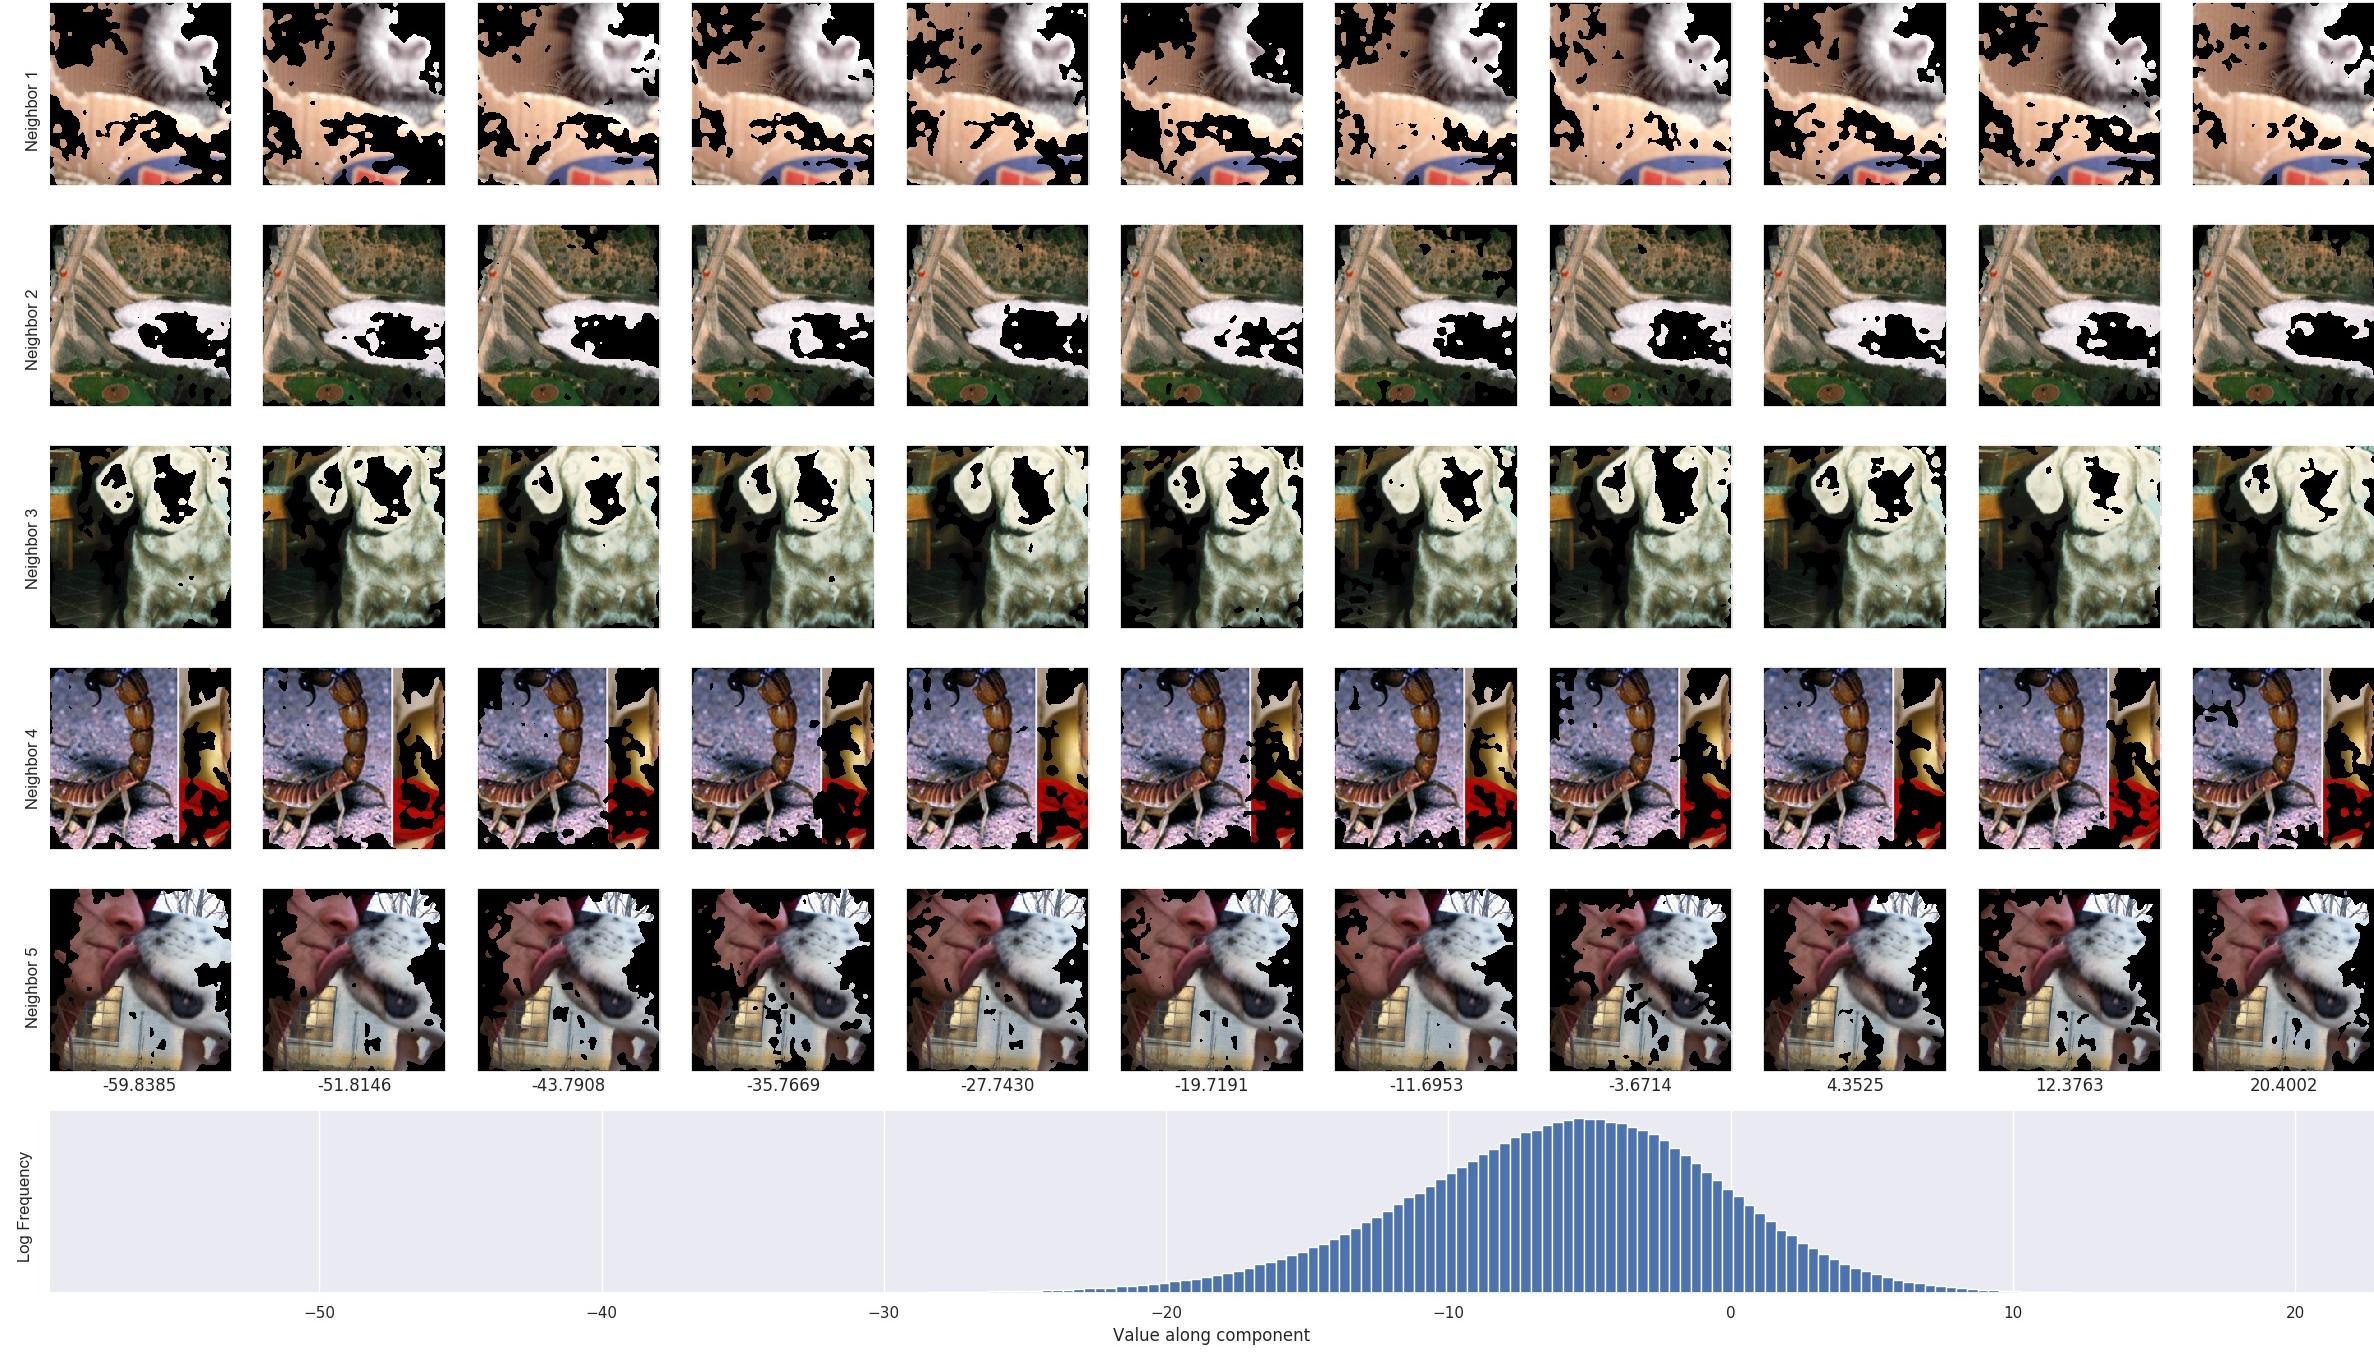 Neighbor 1
Neighbor 2
Neighbor 3
Neighbor 4
Neighbor 5
-59.8385 -51.8146 -43.7908 -35.7669 -27.7430 -19.7191 -11.6953 -3.6714 4.3525 12.3763 20.4002
Log Frequency
−50 −40 −30 −20 −10 0 10 20
Value along component